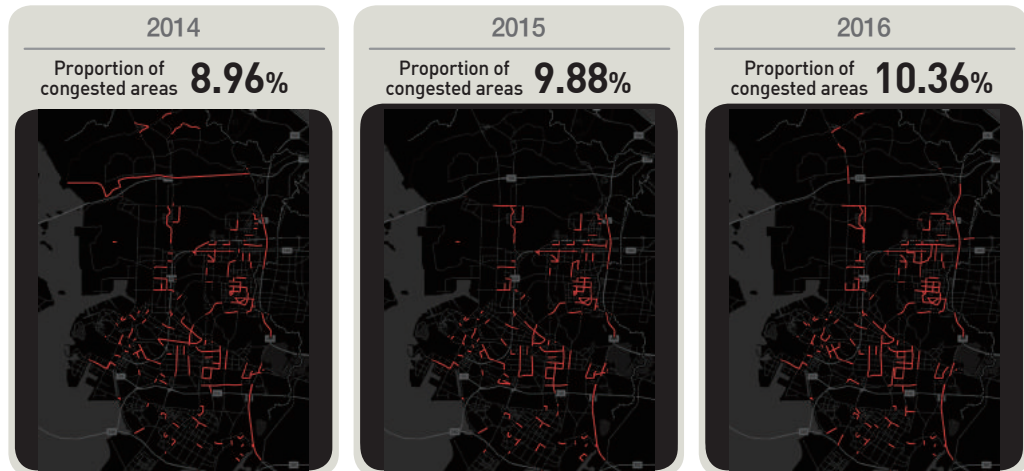 2014
Proportion of
congested areas 8.96%
2015
Proportion of
congested areas 9.88%
2016
Proportion of
congested areas 10.36%